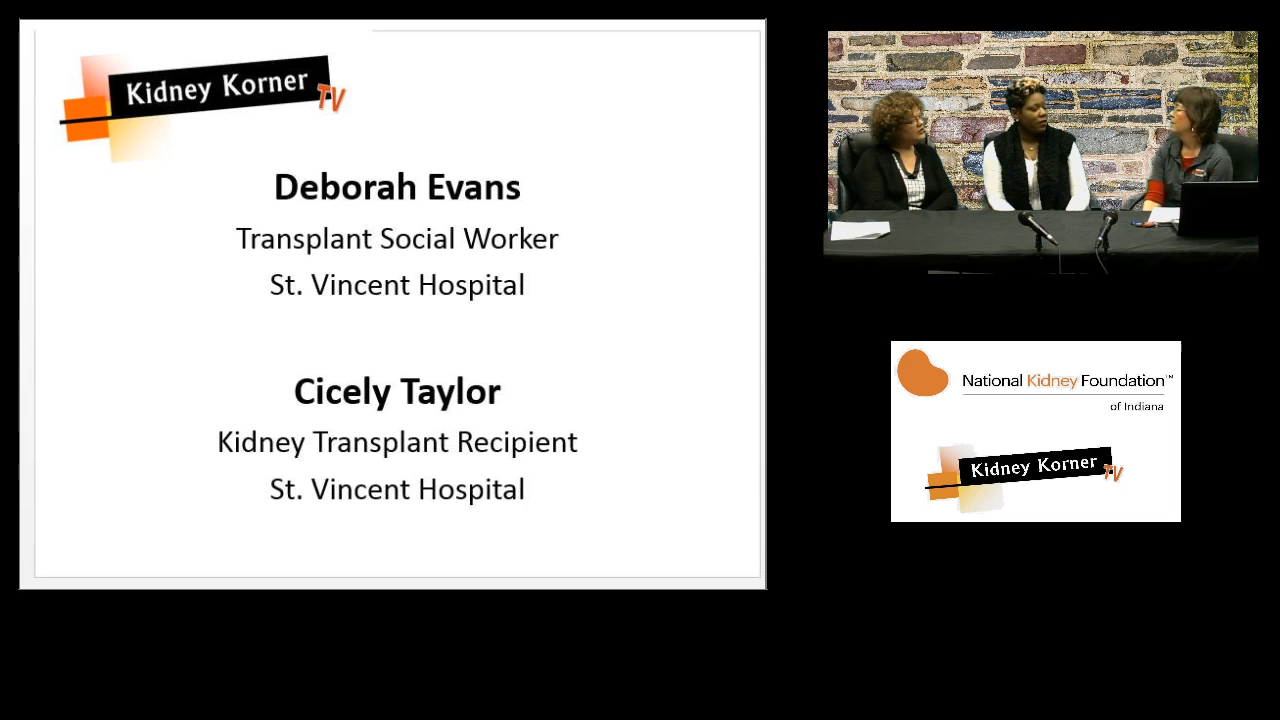 Kidney Korner TV
Deborah Evans
Transplant Social Worker
St. Vincent Hospital
Cicely Taylor
Kidney Transplant Recipient
St. Vincent Hospital
National Kidney Foundation™
of Indiana
Kidney Korner TV